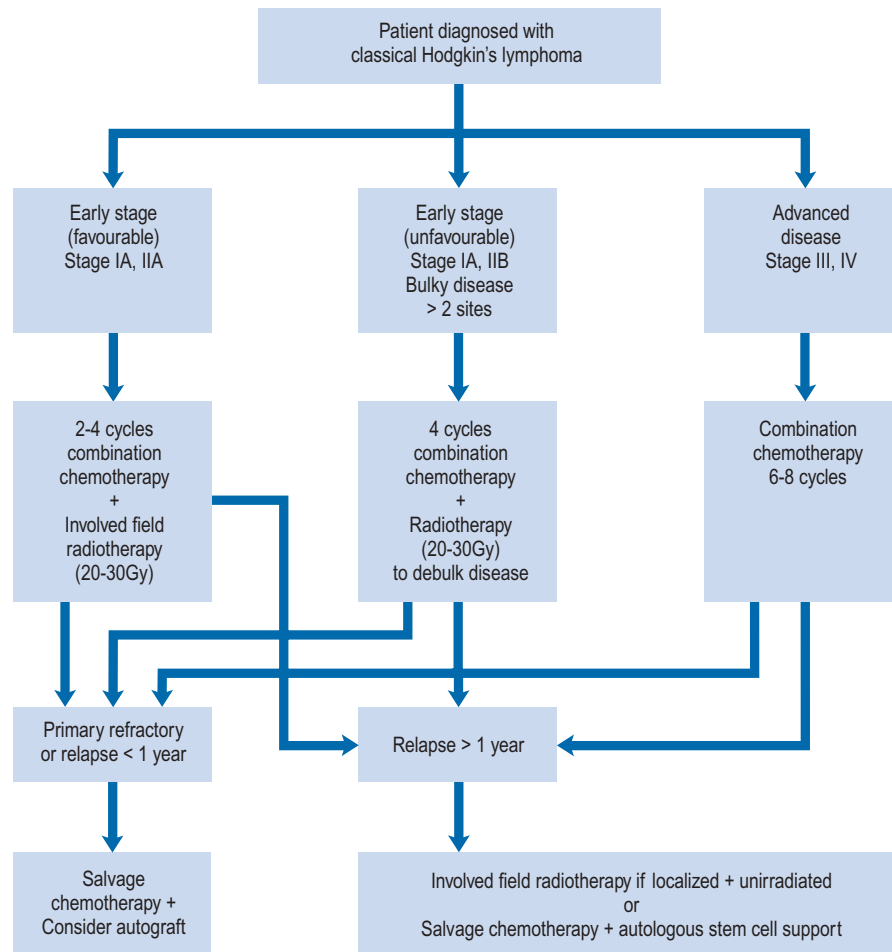 Patient diagnosed with
classical Hodgkin's lymphoma
Early stage
(favourable)
Stage IA, IIA
Early stage
(unfavourable)
Stage IA, IIB
Bulky disease
> 2 sites
Advanced
disease
Stage III, IV
2-4 cycles
combination
chemotherapy
+
Involved field
radiotherapy
(20-30Gy)
4 cycles
combination
chemotherapy
+
Radiotherapy
(20-30Gy)
to debulk disease
Combination
chemotherapy
6-8 cycles
Primary refractory
or relapse < 1 year
Relapse > 1 year
Salvage
chemotherapy +
Consider autograft
Involved field radiotherapy if localized + unirradiated
or
Salvage chemotherapy + autologous stem cell support